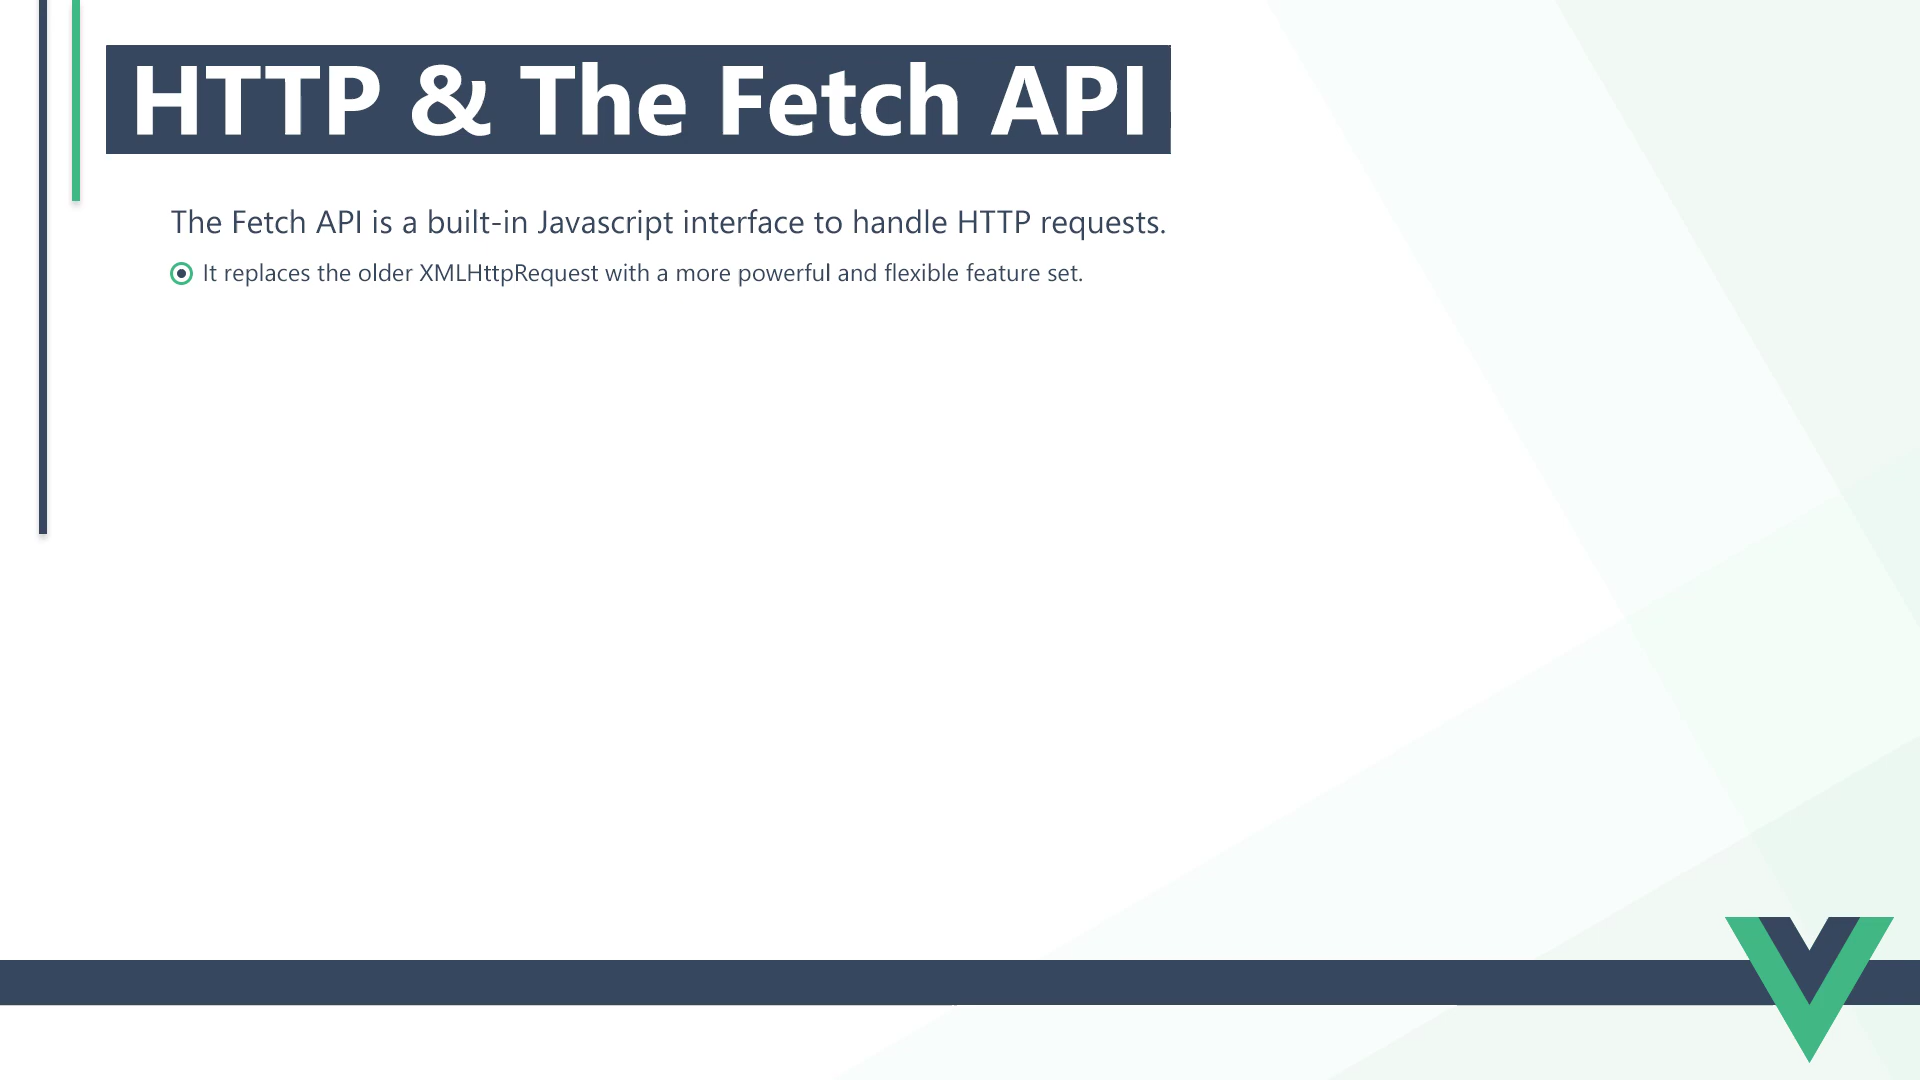 HTTP & The Fetch API
The Fetch API is a built-in Javascript interface to handle HTTP requests.
It replaces the older XMLHttpRequest with a more powerful and flexible feature set.